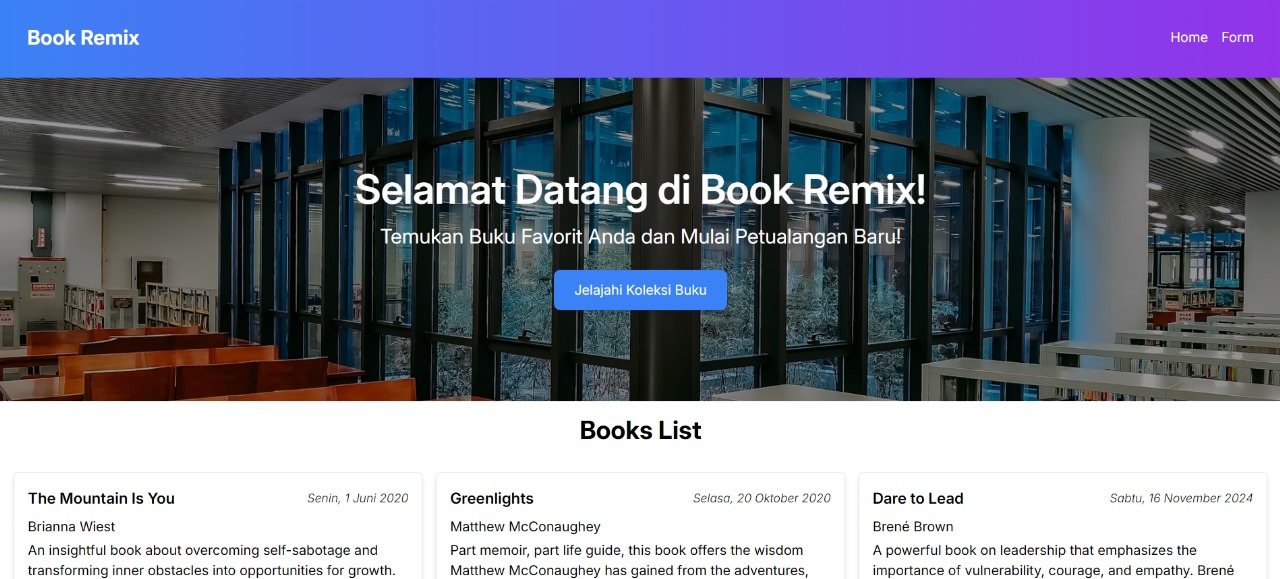 Book Remix
Home Form
Selamat Datang di Book Remix!
Temukan Buku Favorit Anda dan Mulai Petualangan Baru!
Jelajahi Koleksi Buku
Books List
The Mountain Is You
Senin, 1 Juni 2020
Brianna Wiest
An insightful book about overcoming self-sabotage and
transforming inner obstacles into opportunities for growth.
Greenlights
Selasa, 20 Oktober 2020
Matthew McConaughey
Part memoir, part life guide, this book offers the wisdom
Matthew McConaughey has gained from the adventures,
Dare to Lead
Sabtu, 16 November 2024
Brené Brown
A powerful book on leadership that emphasizes the
importance of vulnerability, courage, and empathy. Brené